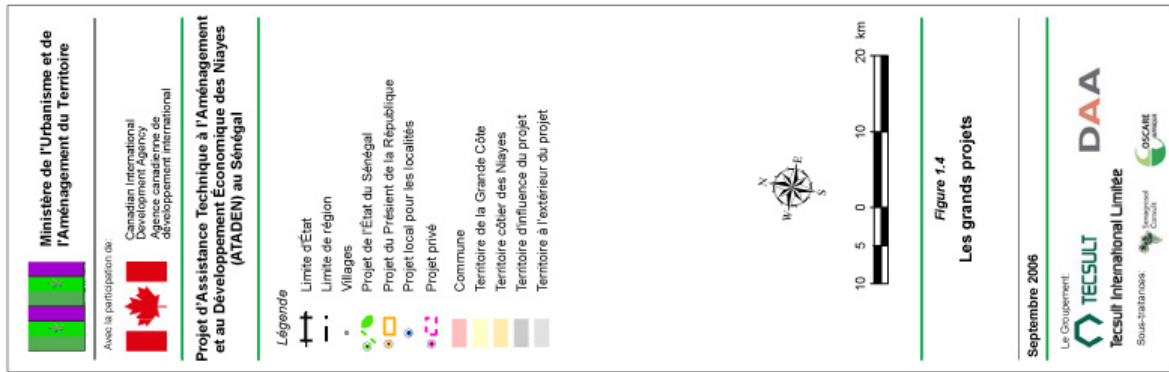 Ministère de l'Urbanisme et de
l'Aménagement du Territoire
Avec la participation de:
Canadian International
Development Agency
Agence canadienne de
développement international
Projet d'Assistance Technique à l'Aménagement
et au Développement Économique des Niayes
(ATADEN) au Sénégal
Légende
Limite d'État
Limite de région
Villages
Projet de l'État du Sénégal
Projet du Président de la République
Projet local pour les localités
Projet privé
Commune
Territoire de la Grande Côte
Territoire côtier des Niayes
Territoire d'influence du projet
Territoire à l'extérieur du projet
N
W
E
S
10 5 0 10 20
km
Figure 1.4
Les grands projets
Septembre 2006
Le Groupement:
TECSULT
Tecsult International Limitée
DAA
Sous-traitances:
Senagrosol
Consult
OSCARE
AFRIQUE